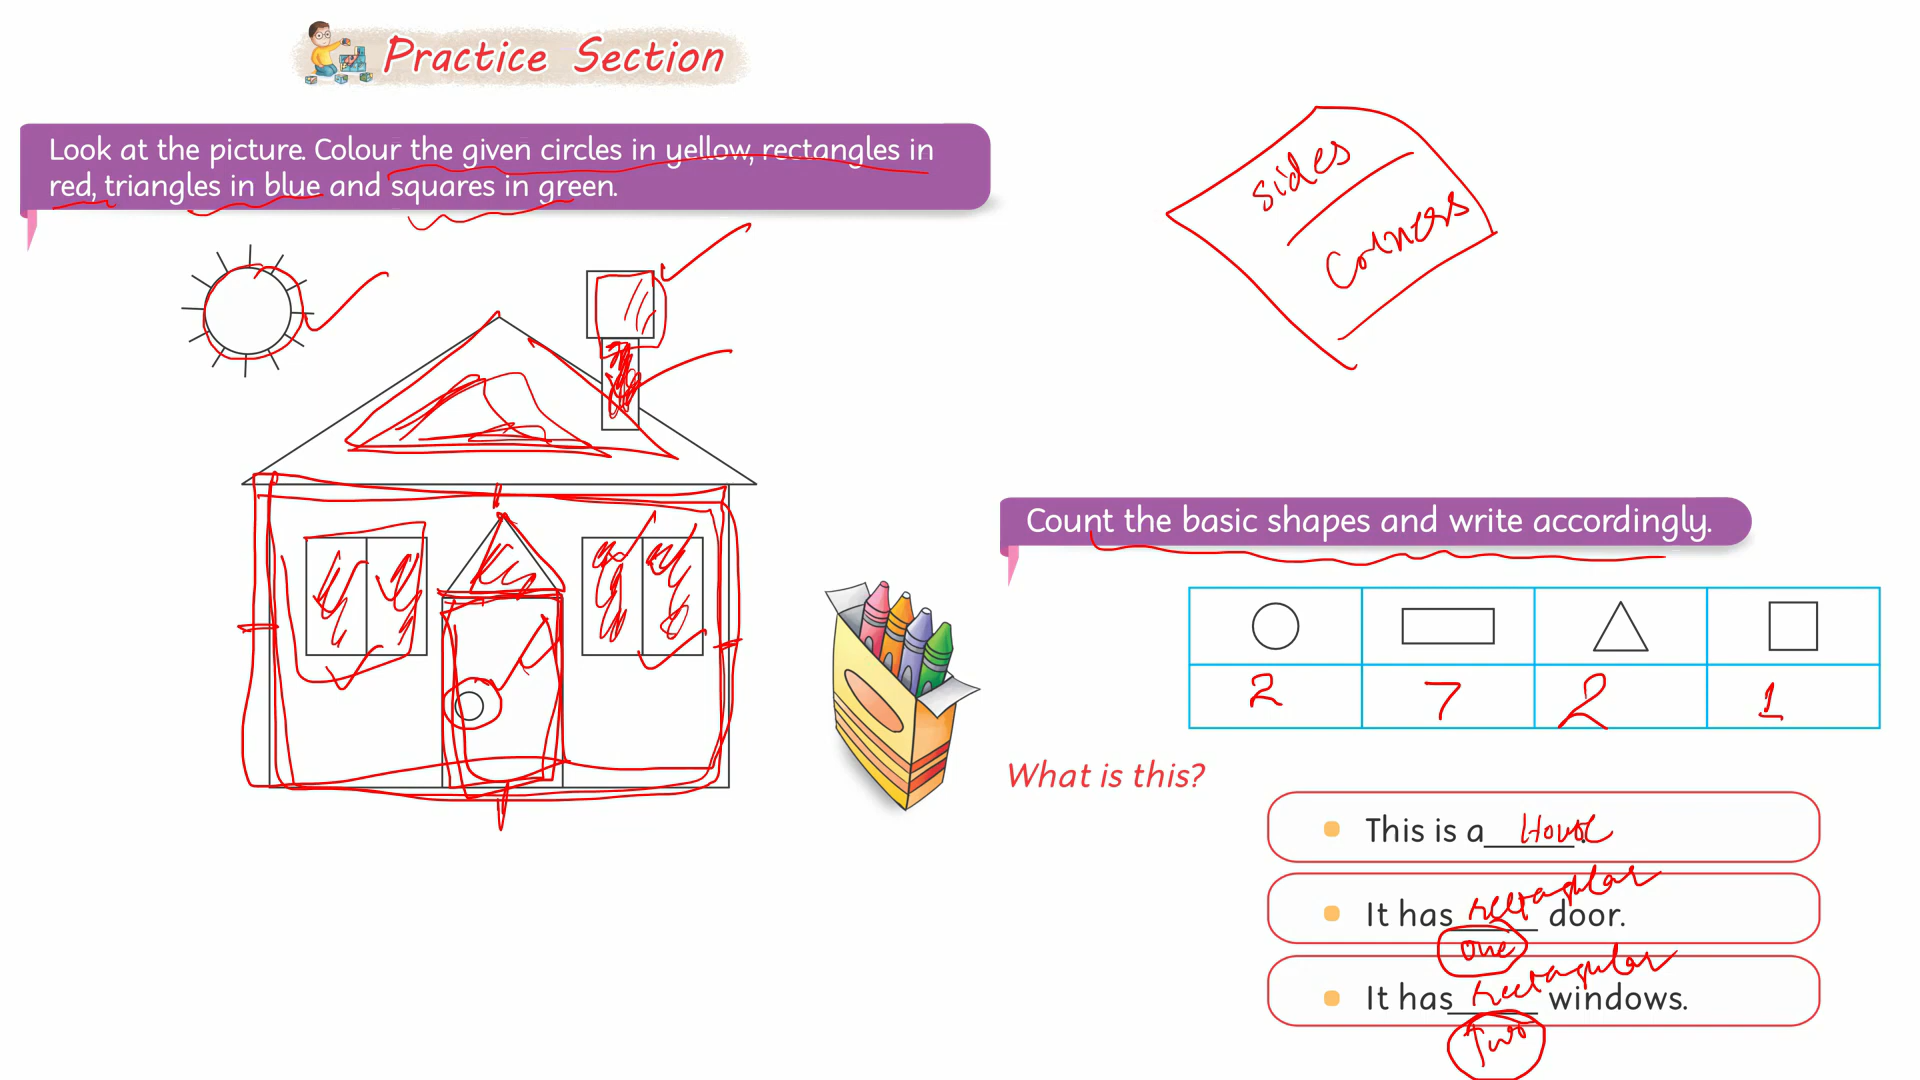 Practice Section
Look at the picture. Colour the given circles in yellow, rectangles in
red, triangles in blue and squares in green.
sides
Corners
Count the basic shapes and write accordingly.
2 7 2 1
What is this?
This is a House.
It has rectangular door.
one
It has rectangular windows.
Two